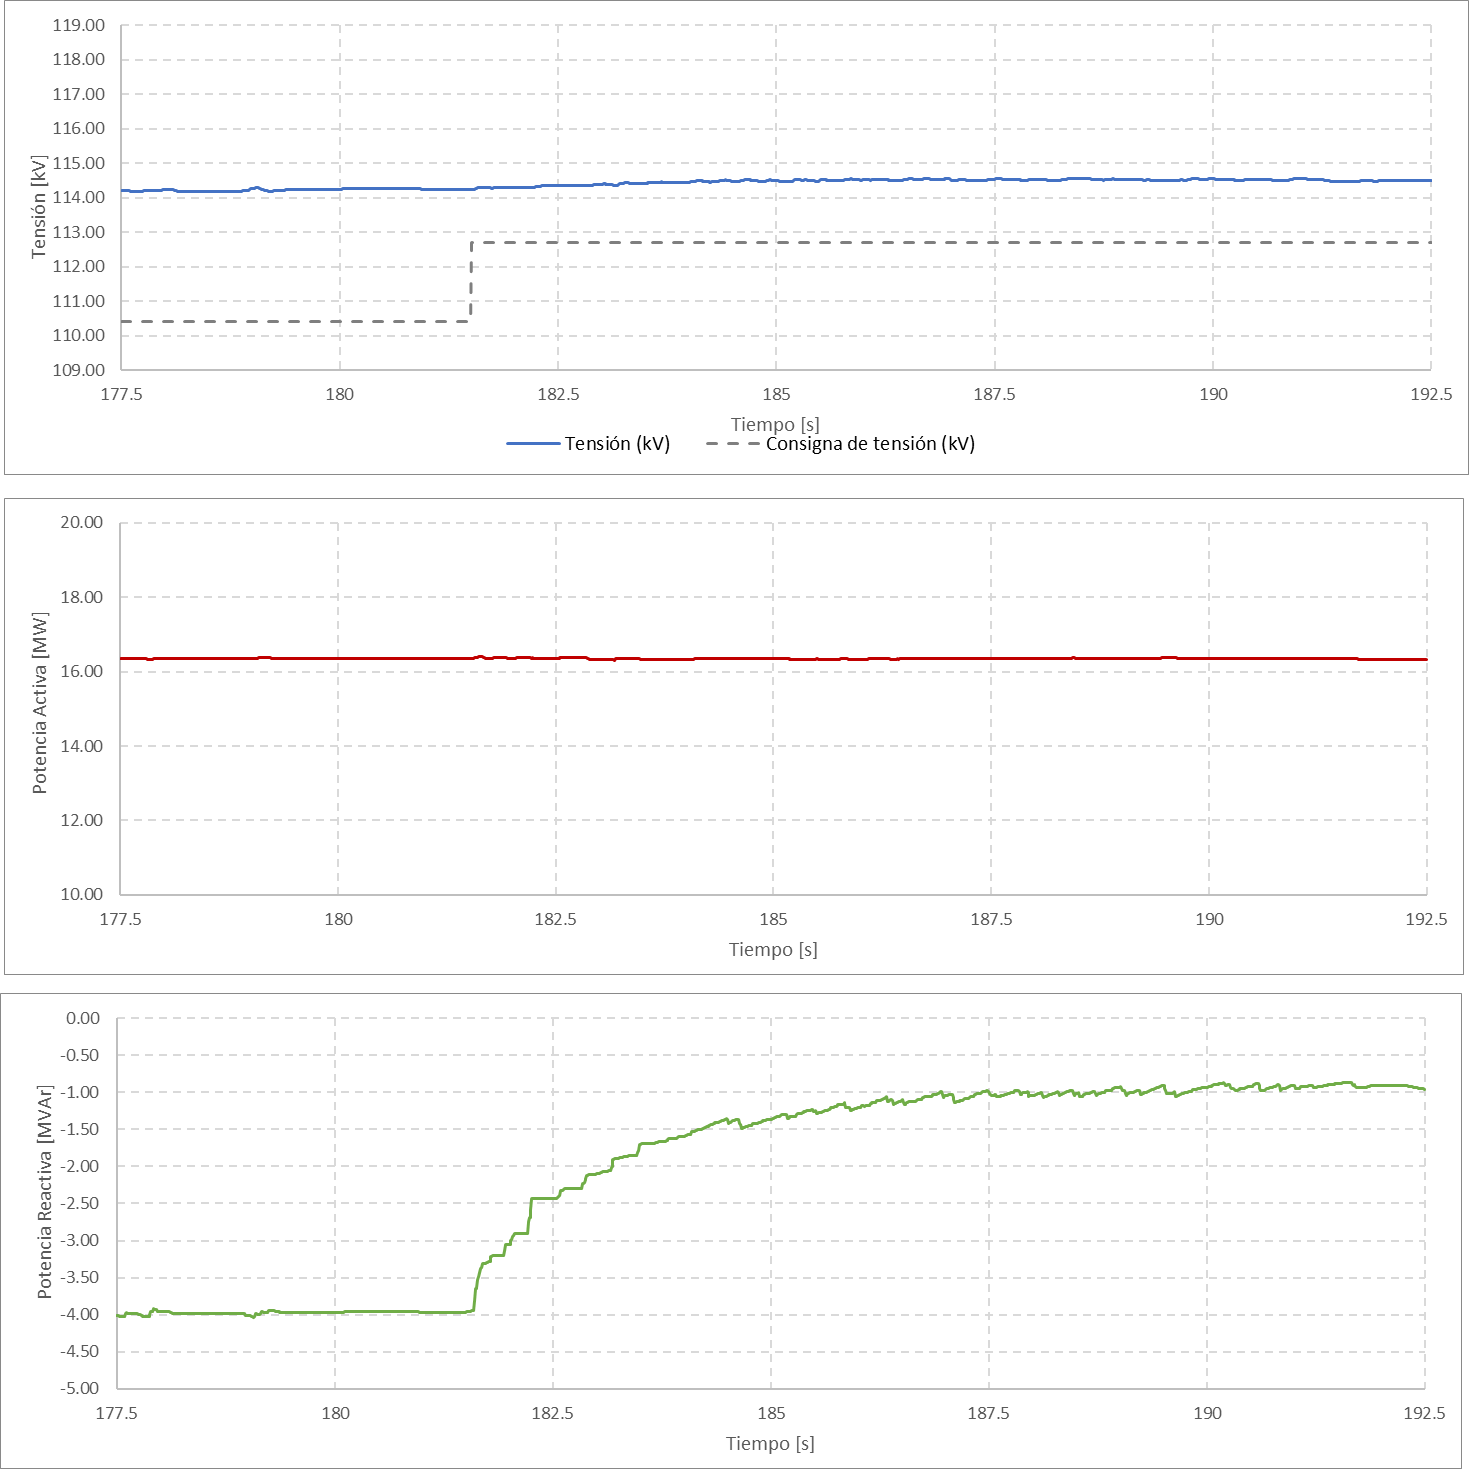 119.00
118.00
117.00
116.00
115.00
114.00
113.00
112.00
111.00
110.00
109.00
Tensión [kV]
177.5 180 182.5 185 187.5 190 192.5
Tiempo [s]
Tensión (kV) Consigna de tensión (kV)
20.00
18.00
16.00
14.00
12.00
10.00
Potencia Activa [MW]
177.5 180 182.5 185 187.5 190 192.5
Tiempo [s]
0.00
-0.50
-1.00
-1.50
-2.00
-2.50
-3.00
-3.50
-4.00
-4.50
-5.00
Potencia Reactiva [MVAr]
177.5 180 182.5 185 187.5 190 192.5
Tiempo [s]